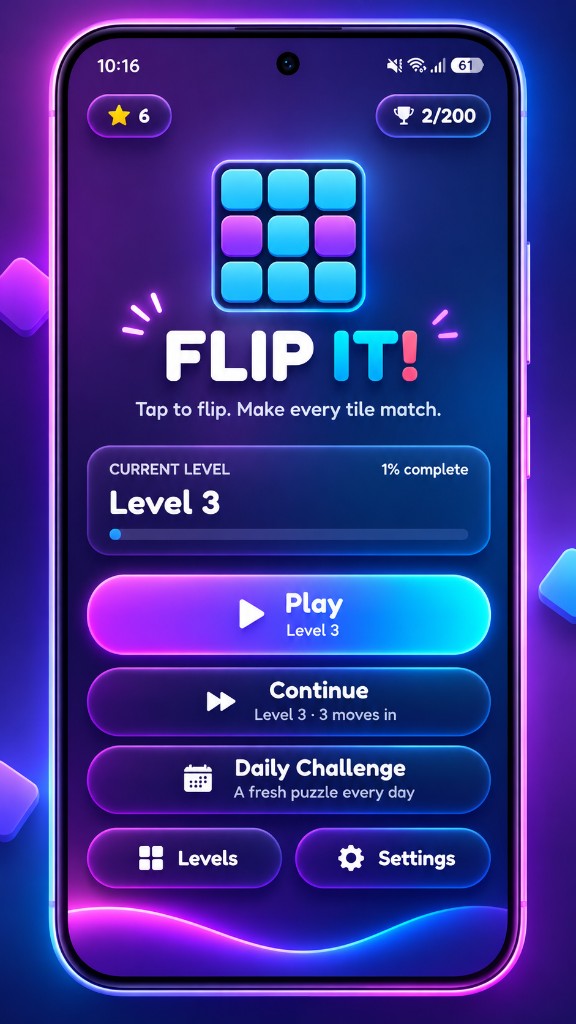 10:16
61
6
2/200
FLIP IT!
Tap to flip. Make every tile match.
CURRENT LEVEL
1% complete
Level 3
Play
Level 3
Continue
Level 3 · 3 moves in
Daily Challenge
A fresh puzzle every day
Levels
Settings